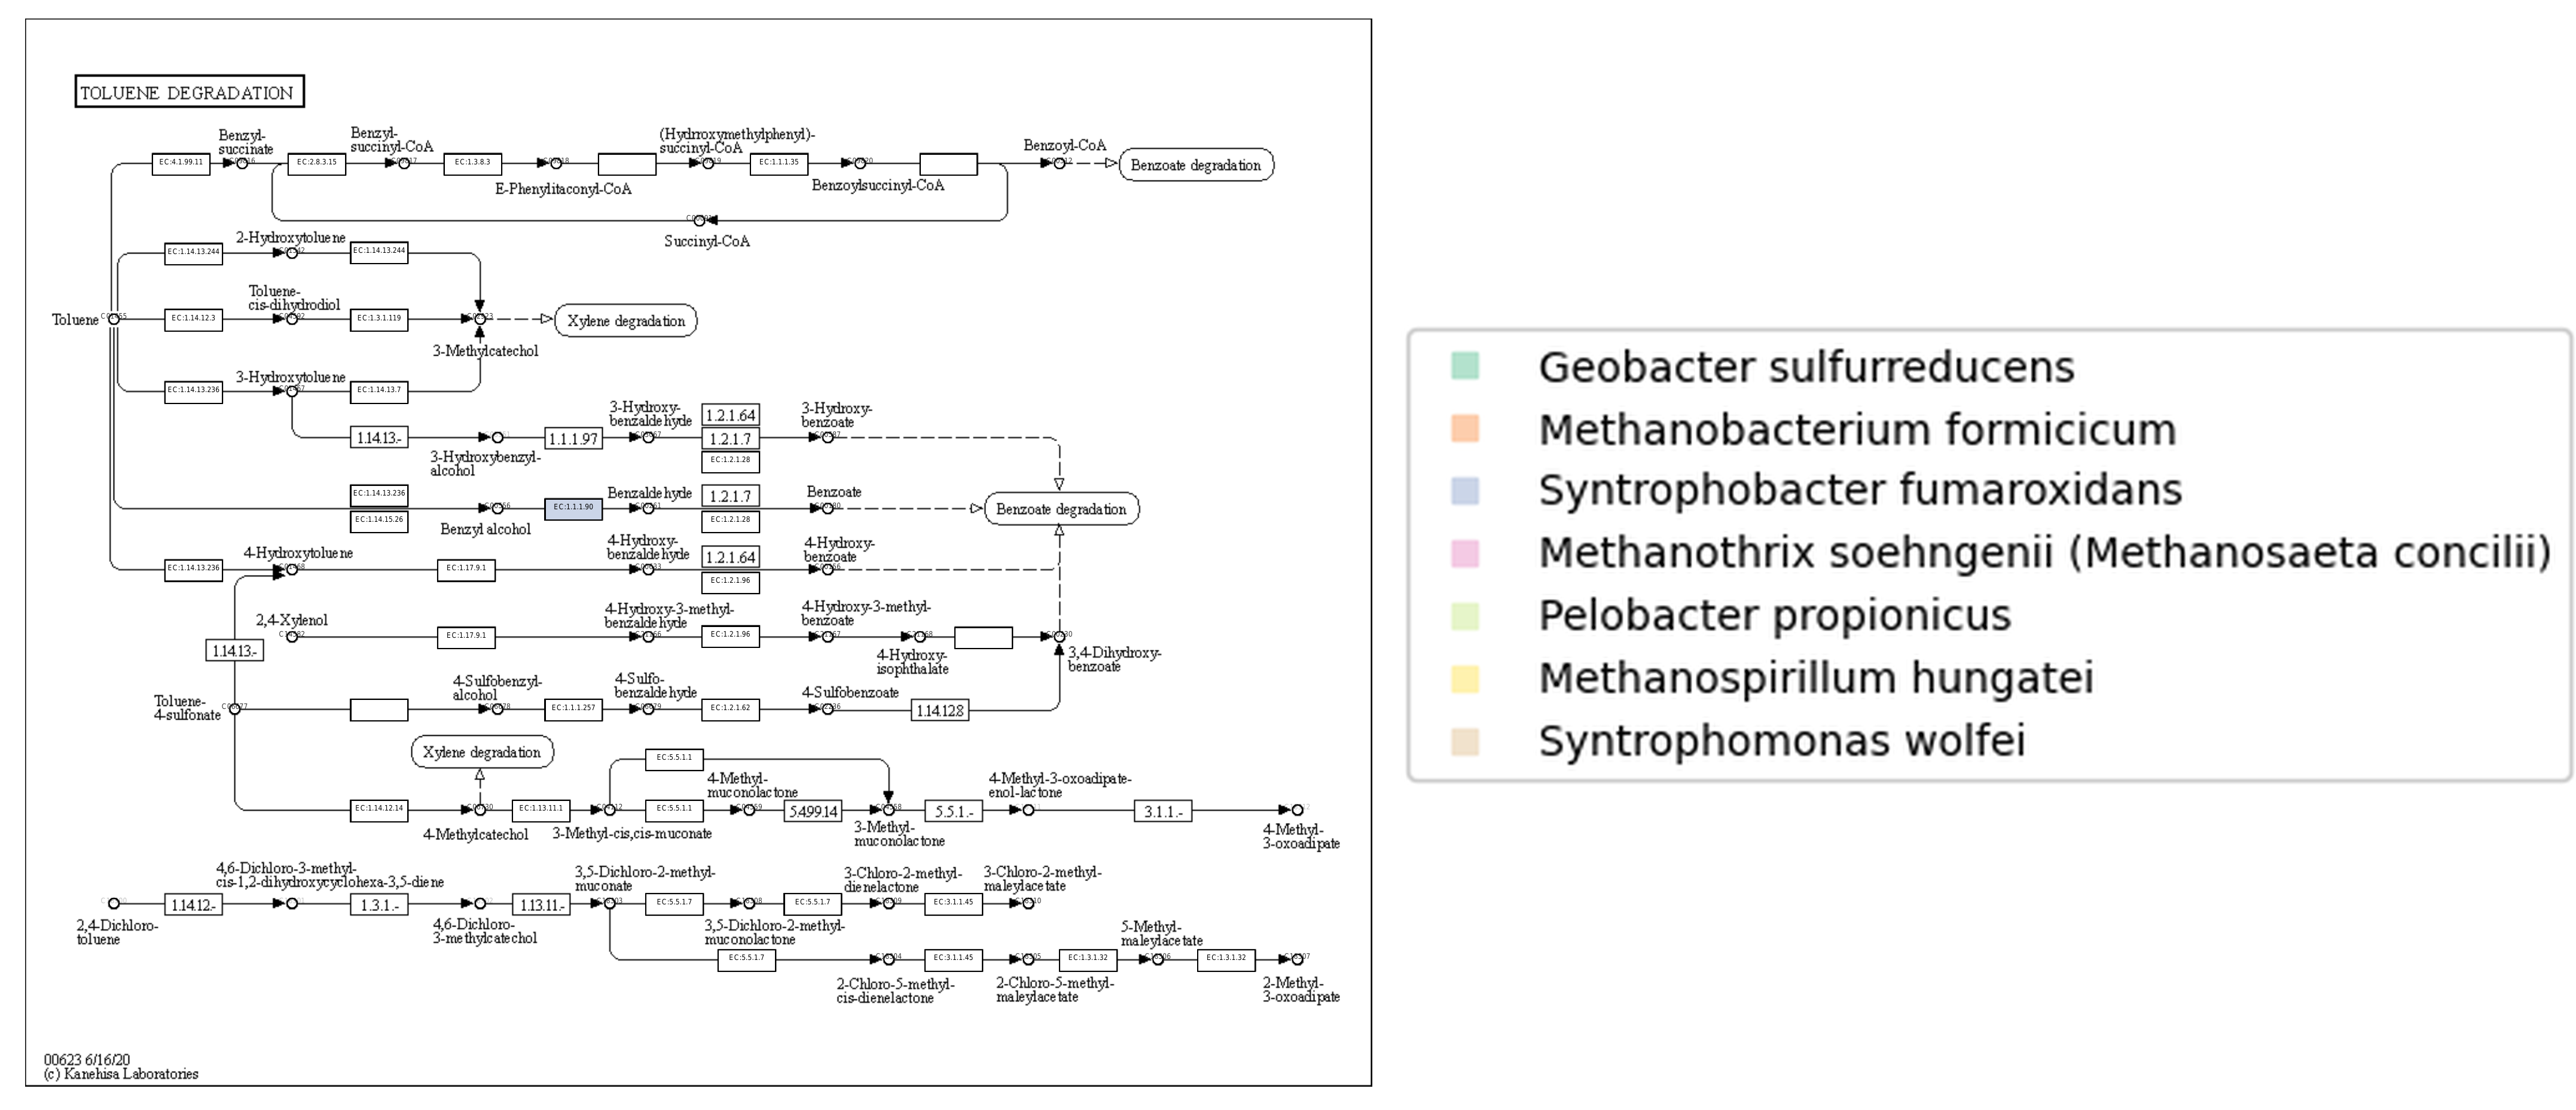 TOLUENE DEGRADATION
Benzyl-
succinate
Benzyl-
succinyl-CoA
(Hydrroxymethylphenyl)-
succinyl-CoA
Benzoyl-CoA
EC:4.1.99.11
EC:2.8.3.15
EC:1.3.8.3
EC:1.1.1.35
Benzoate degradation
E-Phenylitaconyl-CoA
Benzoylsuccinyl-CoA
Succinyl-CoA
2-Hydroxytoluene
EC:1.14.13.244
EC:1.14.13.244
Toluene-
cis-dihydrodiol
Toluene
EC:1.14.12.3
EC:1.3.1.119
Xylene degradation
3-Methylcatechol
3-Hydroxytoluene
EC:1.14.13.236
EC:1.14.13.7
3-Hydroxy-
benzaldehyde
1.2.1.64
3-Hydroxy-
benzoate
1.14.13.-
1.1.1.97
1.2.1.7
3-Hydroxybenzyl-
alcohol
EC:1.2.1.28
EC:1.14.13.236
Benzaldehyde
1.2.1.7
Benzoate
EC:1.1.1.90
EC:1.14.15.26
Benzyl alcohol
EC:1.2.1.28
Benzoate degradation
4-Hydroxytoluene
4-Hydroxy-
benzaldehyde
1.2.1.64
4-Hydroxy-
benzoate
EC:1.14.13.236
EC:1.17.9.1
EC:1.2.1.96
2,4-Xylenol
4-Hydroxy-3-methyl-
benzaldehyde
4-Hydroxy-3-methyl-
benzoate
EC:1.17.9.1
EC:1.2.1.96
1.14.13.-
4-Hydroxy-
isophthalate
3,4-Dihydroxy-
benzoate
Toluene-
4-sulfonate
4-Sulfobenzyl-
alcohol
4-Sulfo-
benzaldehyde
4-Sulfobenzoate
EC:1.1.1.257
EC:1.2.1.62
1.14.12.8
Xylene degradation
EC:5.5.1.1
4-Methyl-
muconolactone
4-Methyl-3-oxoadipate-
enol-lactone
EC:1.14.12.14
EC:1.13.11.1
EC:5.5.1.1
5.4.99.14
5.5.1.-
3.1.1.-
4-Methylcatechol
3-Methyl-cis,cis-muconate
3-Methyl-
muconolactone
4-Methyl-
3-oxoadipate
4,6-Dichloro-3-methyl-
cis-1,2-dihydroxycyclohexa-3,5-diene
3,5-Dichloro-2-methyl-
muconate
3-Chloro-2-methyl-
dienelactone
3-Chloro-2-methyl-
maleylacetate
1.14.12.-
1.3.1.-
1.13.11.-
EC:5.5.1.7
EC:5.5.1.7
EC:3.1.1.45
2,4-Dichloro-
toluene
4,6-Dichloro-
3-methylcatechol
3,5-Dichloro-2-methyl-
muconolactone
5-Methyl-
maleylacetate
EC:5.5.1.7
EC:3.1.1.45
EC:1.3.1.32
EC:1.3.1.32
2-Chloro-5-methyl-
cis-dienelactone
2-Chloro-5-methyl-
maleylacetate
2-Methyl-
3-oxoadipate
00623 6/16/20
(c) Kanehisa Laboratories
Geobacter sulfurreducens
Methanobacterium formicicum
Syntrophobacter fumaroxidans
Methanothrix soehngenii (Methanosaeta concilii)
Pelobacter propionicus
Methanospirillum hungatei
Syntrophomonas wolfei